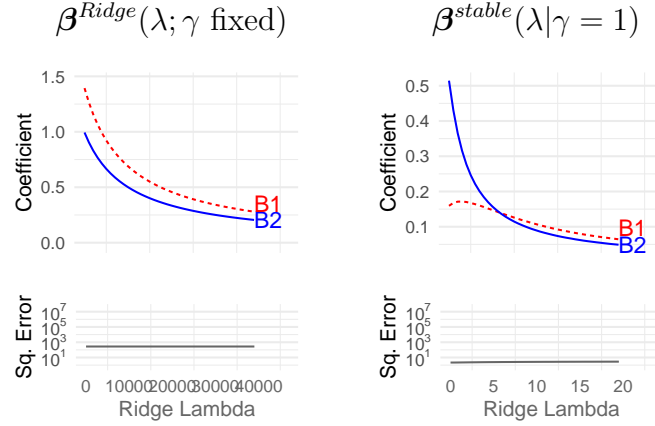 β^Ridge(λ; γ fixed)
β^stable(λ|γ = 1)
Coefficient
1.5
1.0
0.5
0.0
B1
B2
Coefficient
0.5
0.4
0.3
0.2
0.1
B1
B2
Sq. Error
10^7
10^5
10^3
10^1
0 10000 20000 30000 40000
Ridge Lambda
Sq. Error
10^7
10^5
10^3
10^1
0 5 10 15 20
Ridge Lambda